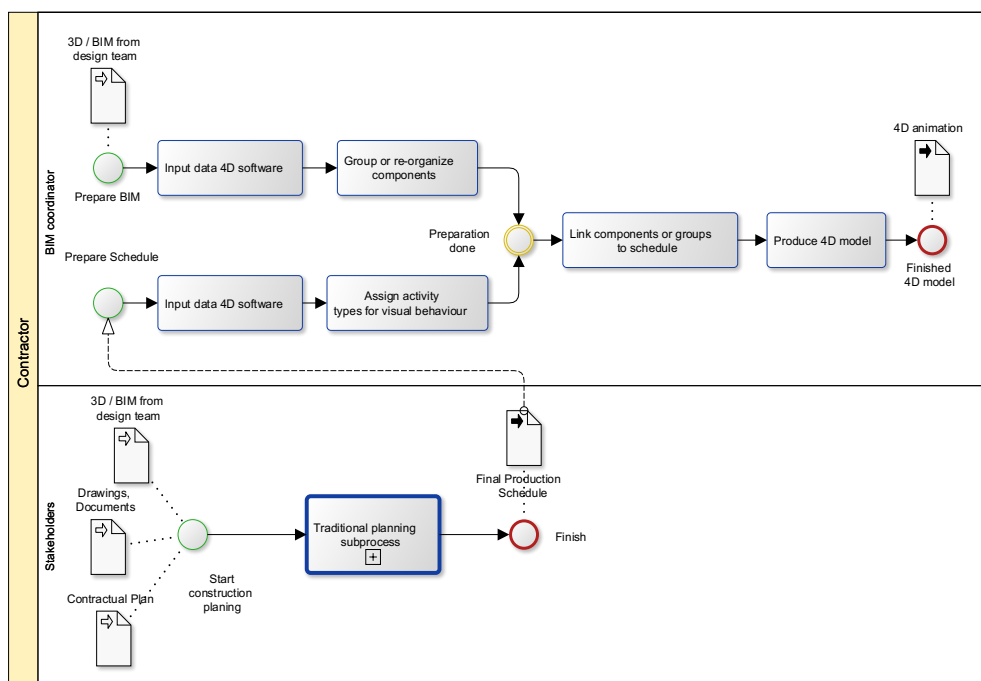 Contractor
BIM coordinator
3D / BIM from
design team
Prepare BIM
Input data 4D software
Group or re-organize
components
Preparation
done
Prepare Schedule
Input data 4D software
Assign activity
types for visual behaviour
Link components or groups
to schedule
Produce 4D model
4D animation
Finished
4D model
Stakeholders
3D / BIM from
design team
Drawings,
Documents
Contractual Plan
Start
construction
planing
Traditional planning
subprocess
Final Production
Schedule
Finish